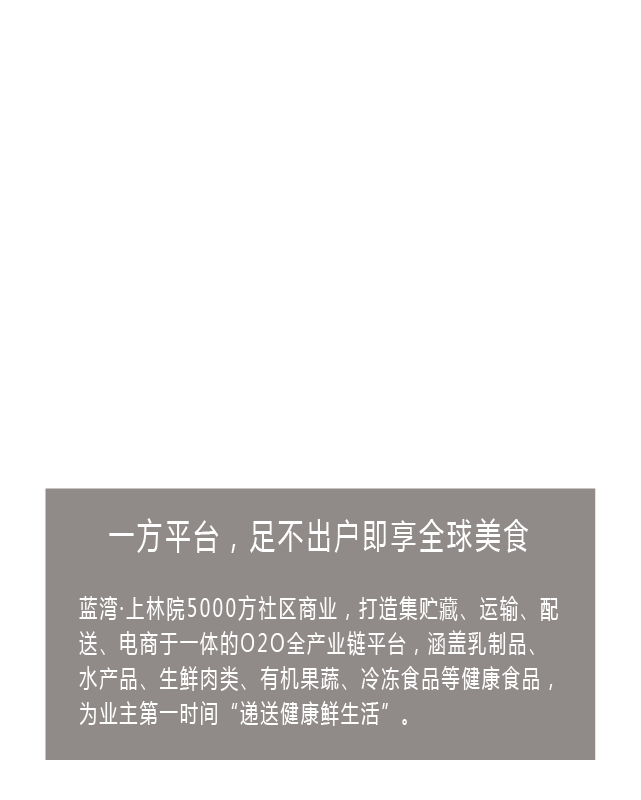 一方平台，足不出户即享全球美食
蓝湾·上林院5000方社区商业，打造集贮藏、运输、配
送、电商于一体的O2O全产业链平台，涵盖乳制品、
水产品、生鲜肉类、有机果蔬、冷冻食品等健康食品，
为业主第一时间“递送健康鲜生活”。